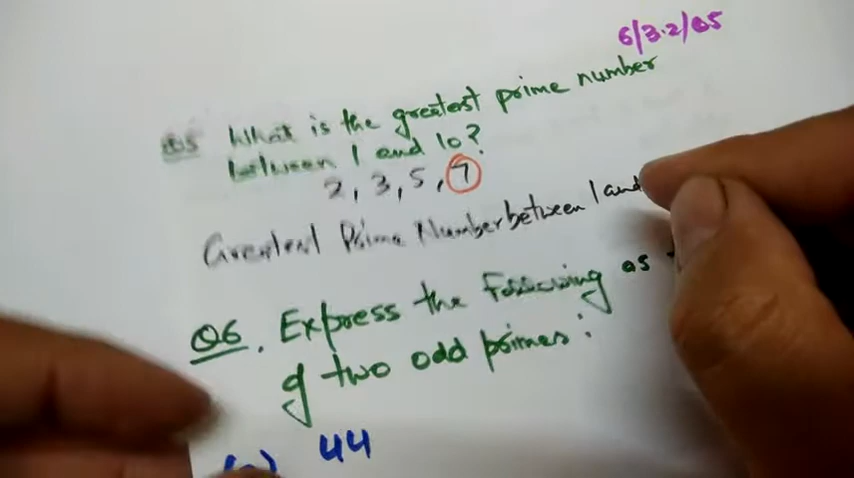 6/3.2/Q5
Q5 What is the greatest prime number
between 1 and 10?
2, 3, 5, 7
Greatest Prime Number between 1 and
Q6. Express the Following as
of two odd primes:
44